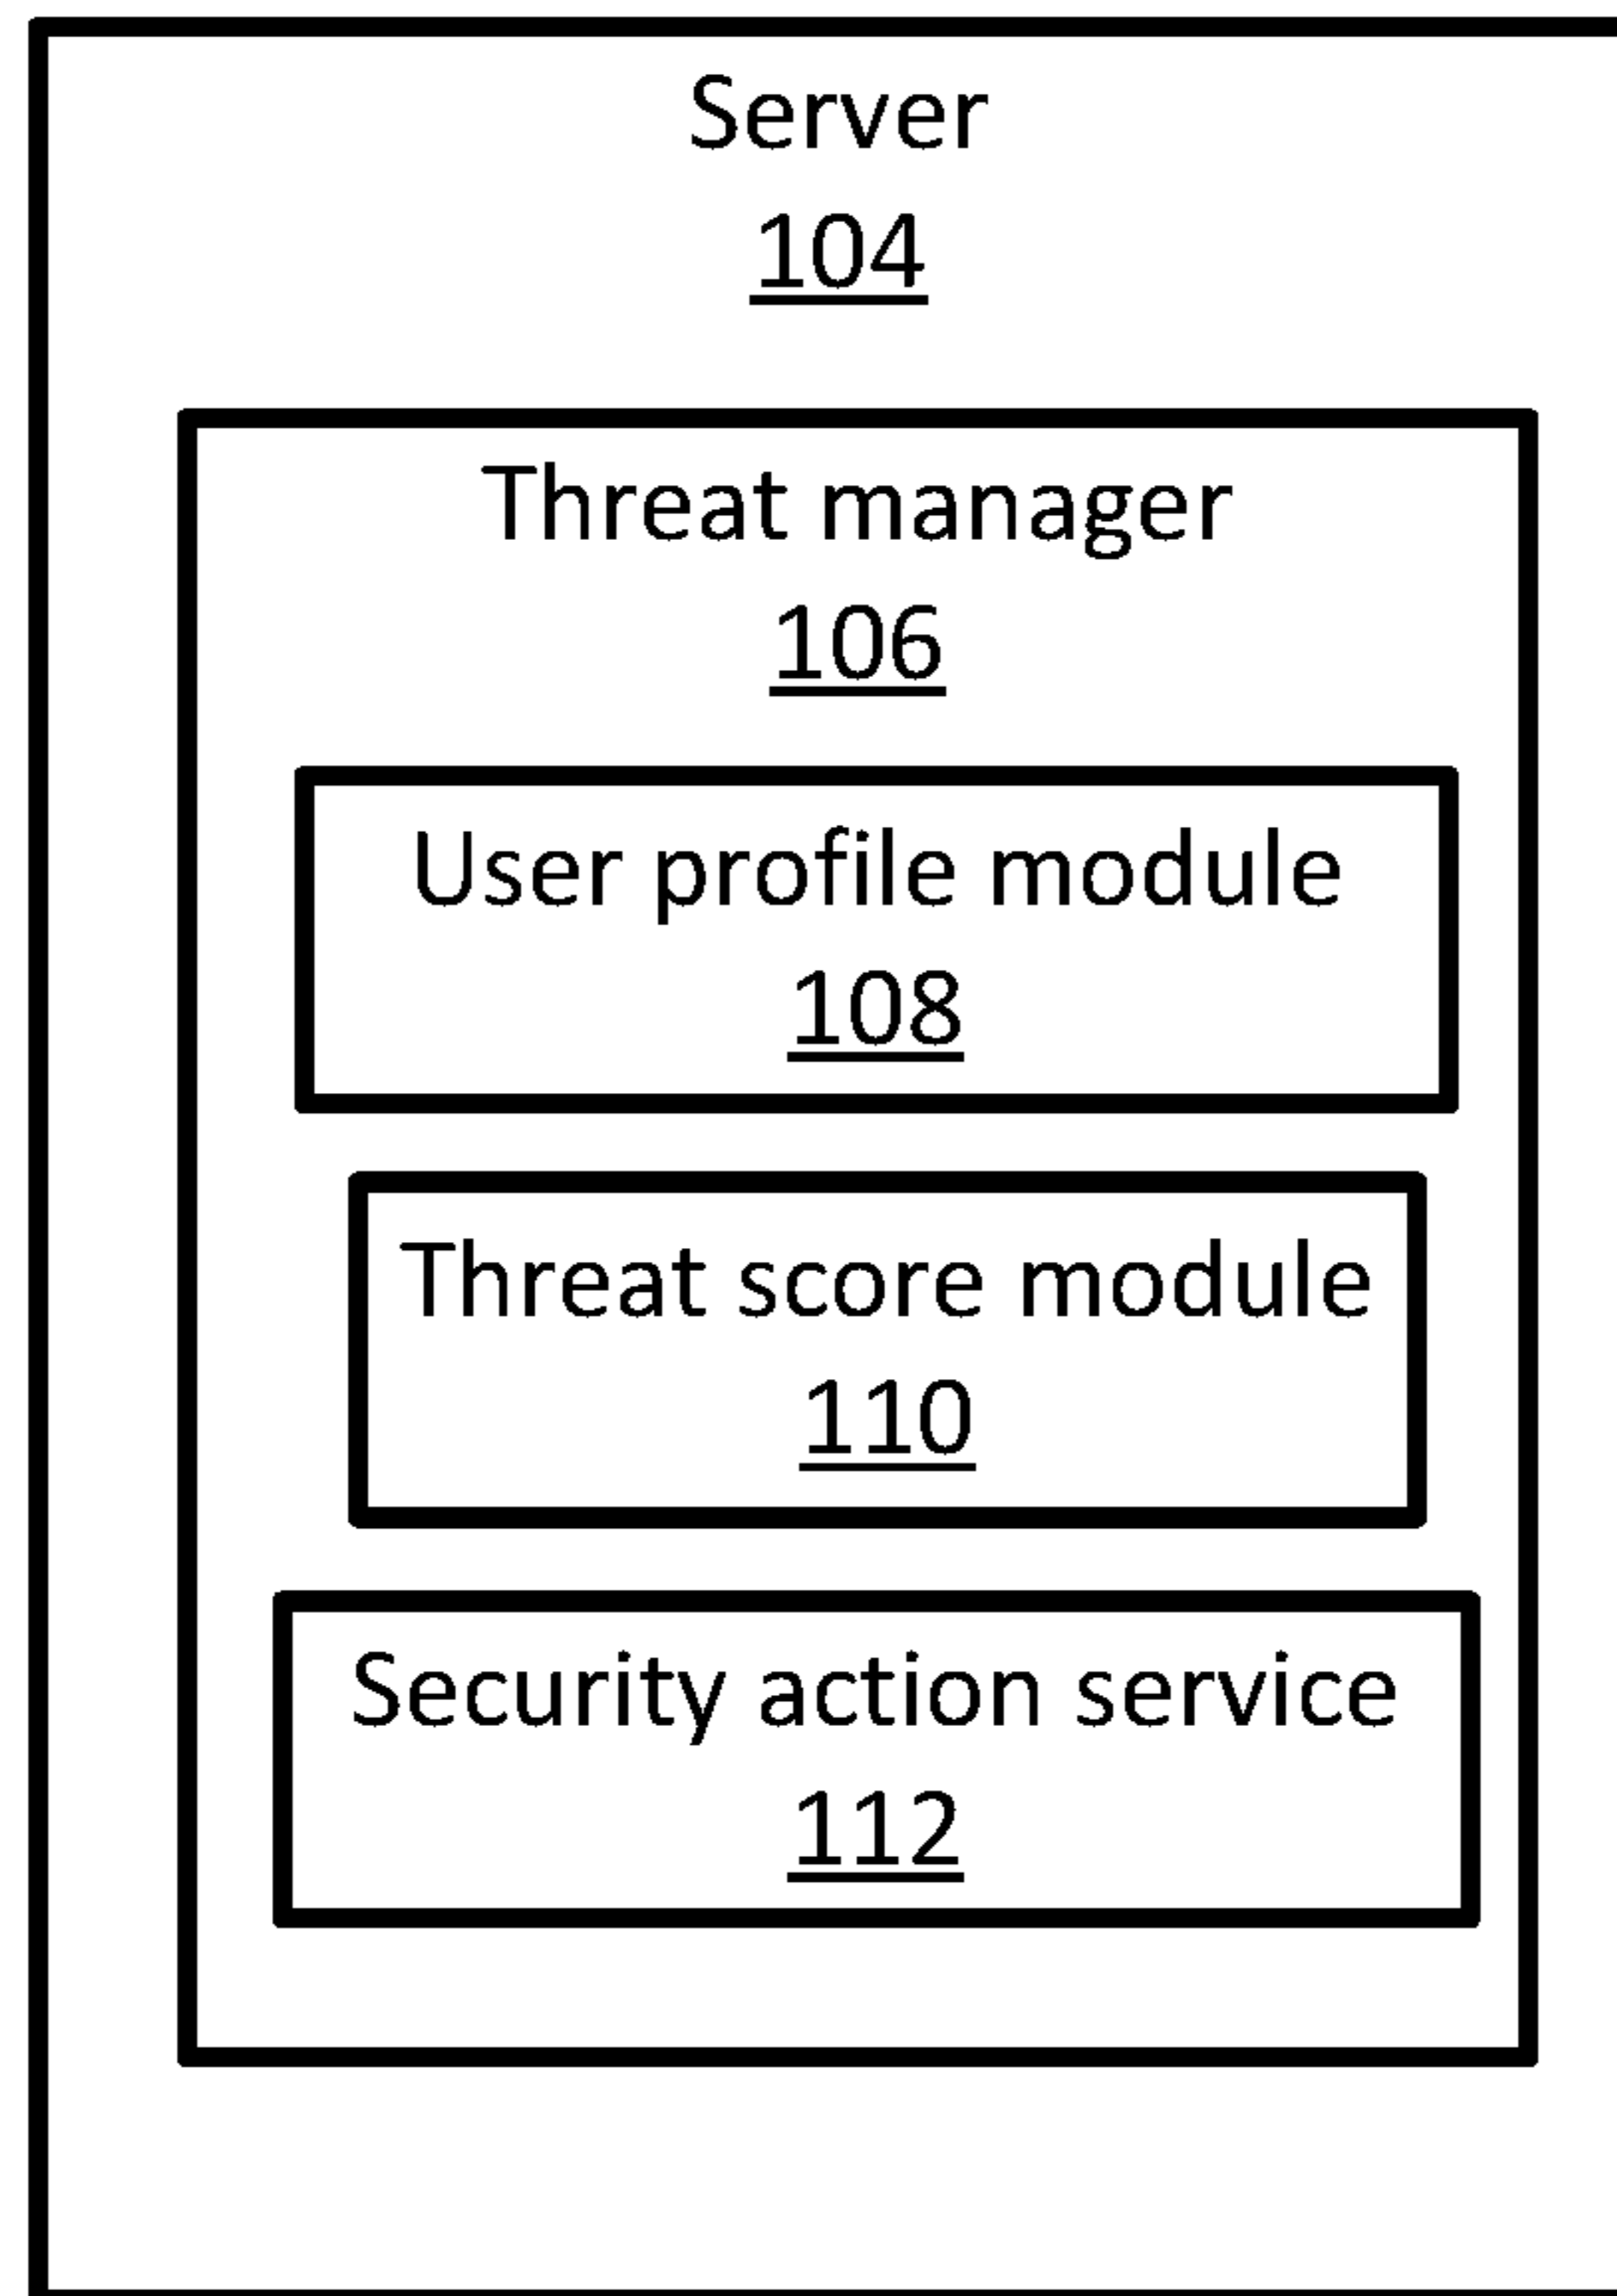 Server
104
Threat manager
106
User profile module
108
Threat score module
110
Security action service
112